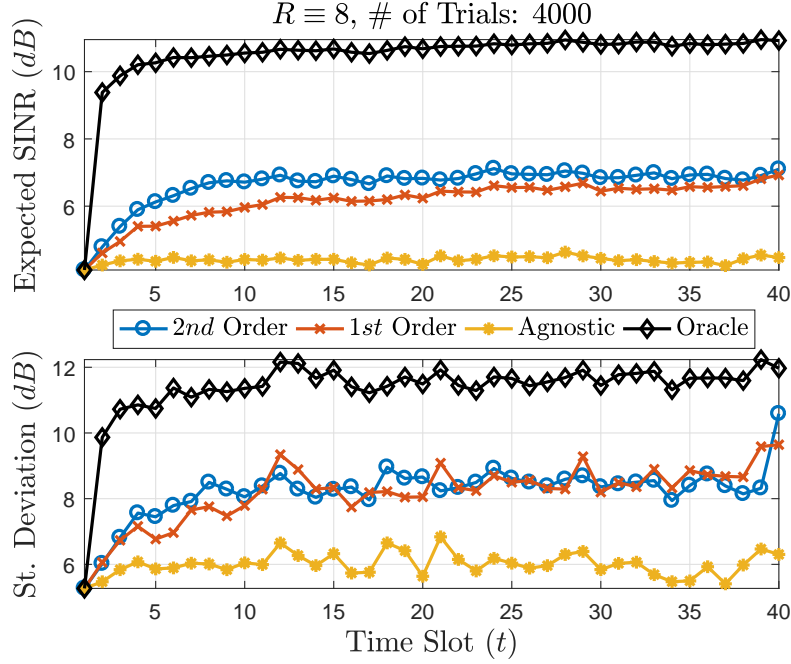 R ≡ 8, # of Trials: 4000
Expected SINR (dB)
10
8
6
5 10 15 20 25 30 35 40
2nd Order 1st Order Agnostic Oracle
St. Deviation (dB)
12
10
8
6
5 10 15 20 25 30 35 40
Time Slot (t)